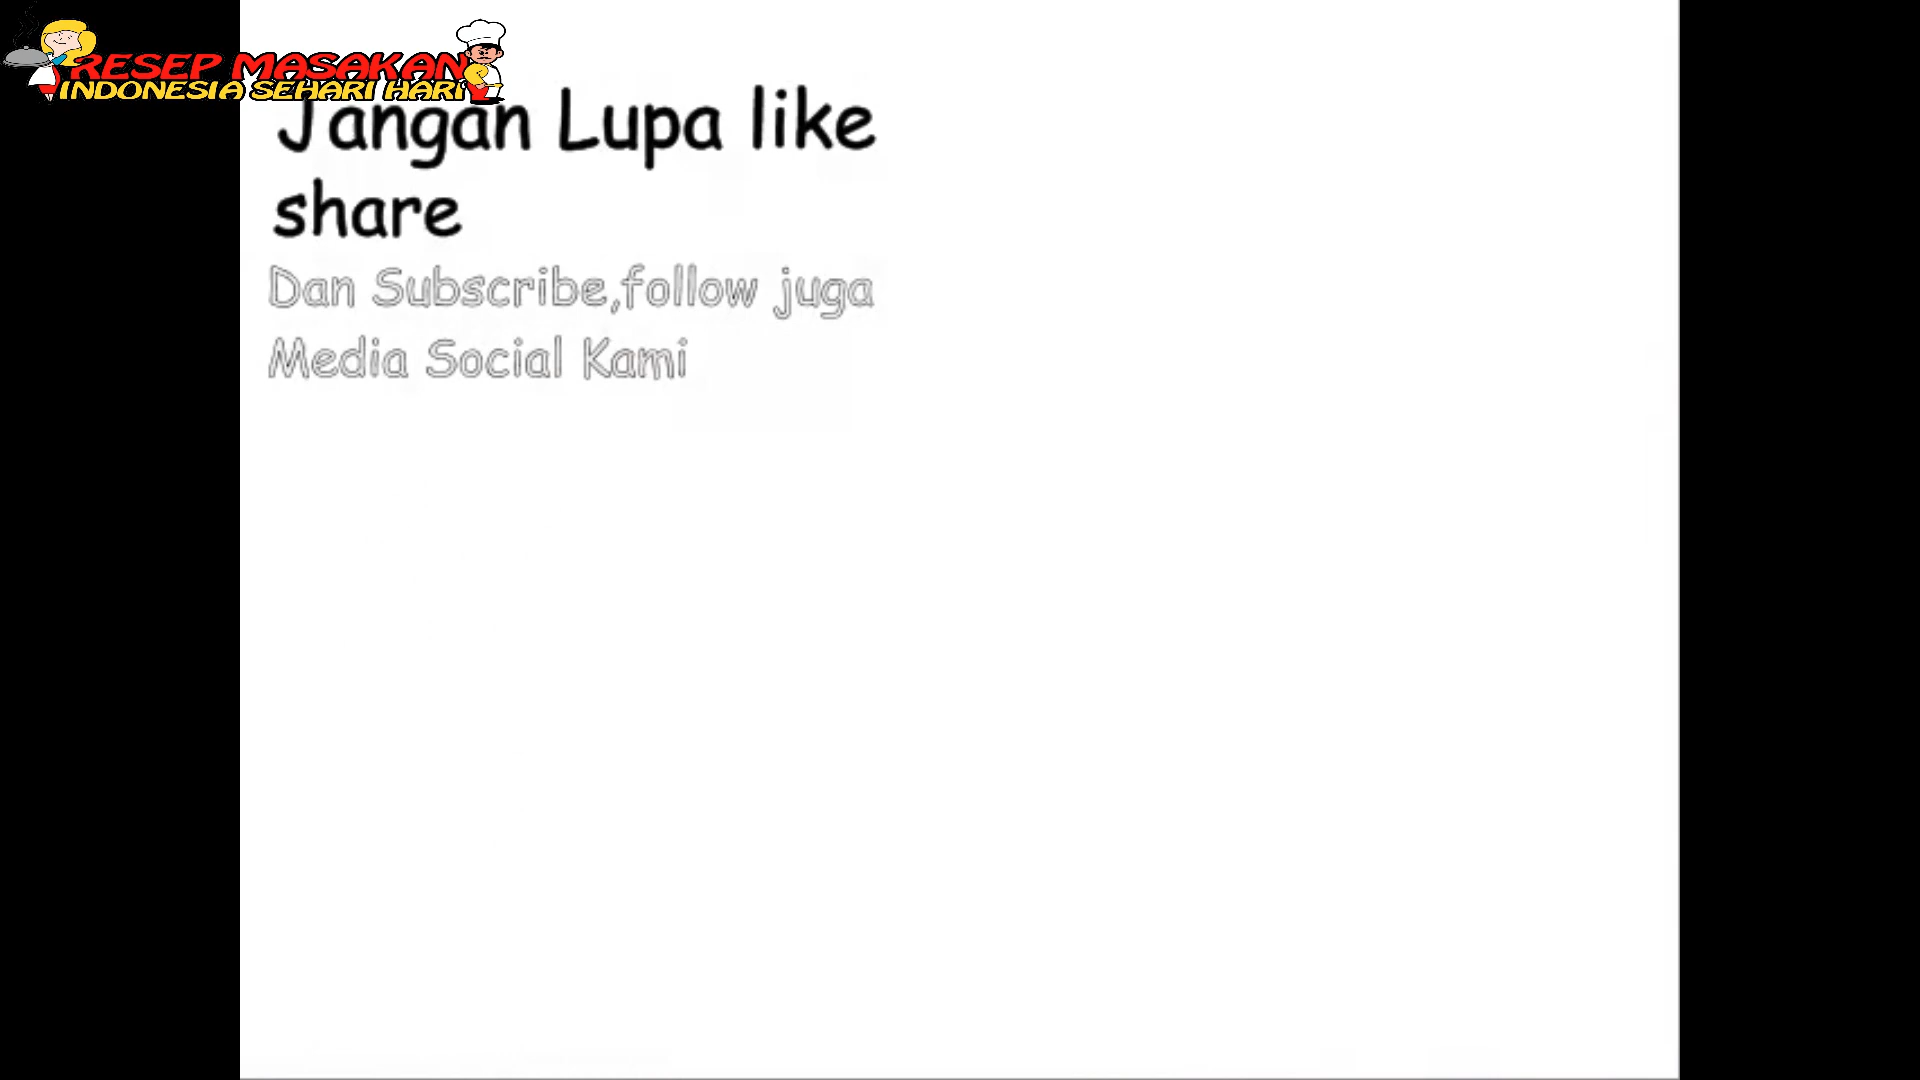 RESEP MASAKAN
INDONESIA SEHARI HARI
Jangan Lupa like
share
Dan Subscribe,follow juga
Media Social Kami